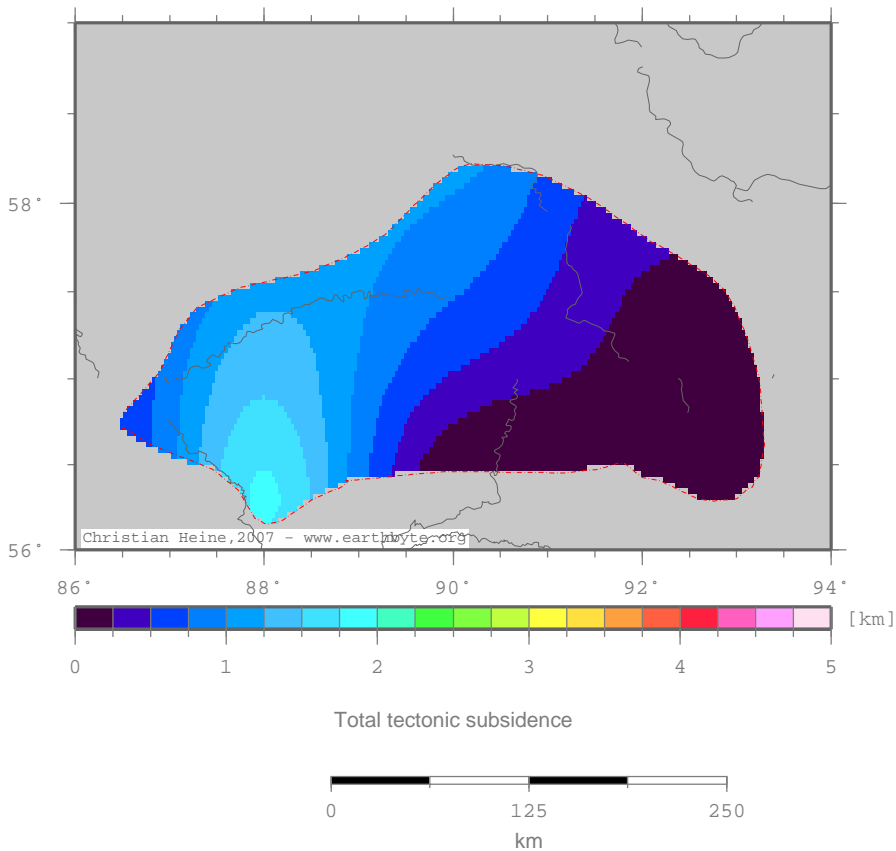 58°
56°
Christian Heine,2007 - www.earthbyte.org
86° 88° 90° 92° 94°
[km]
0 1 2 3 4 5
Total tectonic subsidence
0 125 250
km